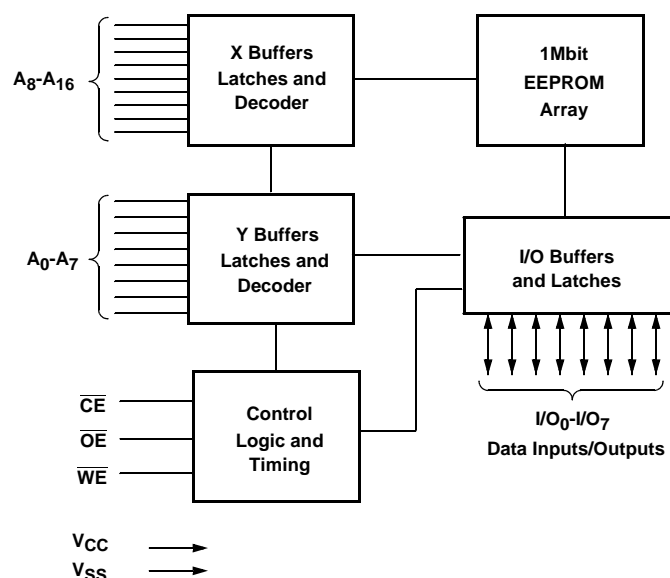 X Buffers
Latches and
Decoder
1Mbit
EEPROM
Array
A8-A16
Y Buffers
Latches and
Decoder
A0-A7
I/O Buffers
and Latches
CE
OE
WE
Control
Logic and
Timing
I/O0-I/O7
Data Inputs/Outputs
VCC
VSS